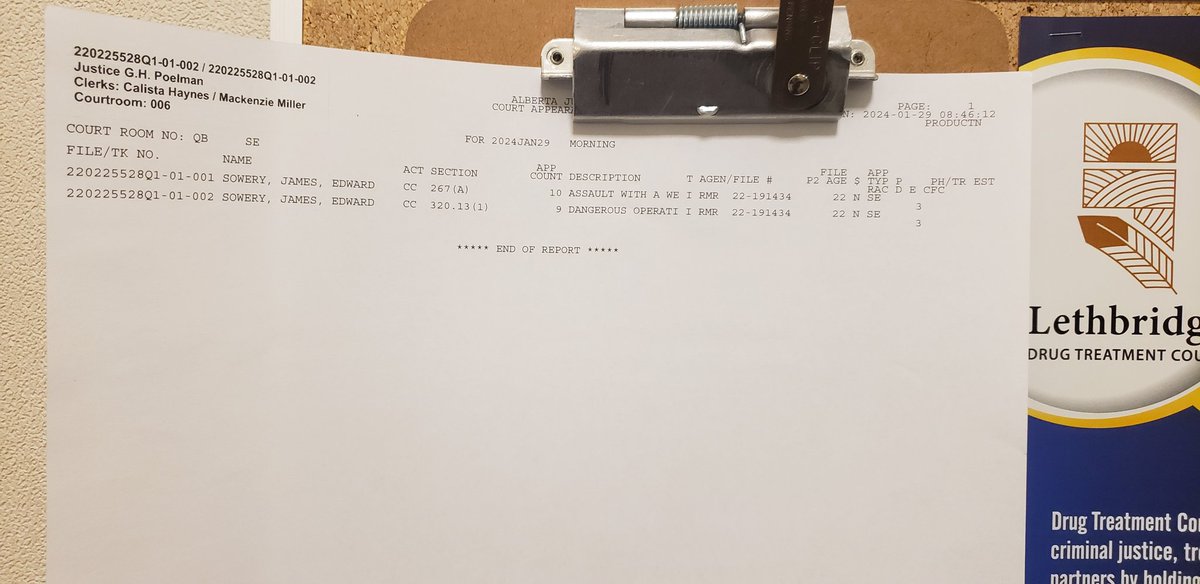 220225528Q1-01-002 / 220225528Q1-01-002
Justice G.H. Poelman
Clerks: Calista Haynes / Mackenzie Miller
Courtroom: 006
ALBERTA
COURT APPEAR
PAGE: 1
N: 2024-01-29 08:46:12
PRODUCTN
COURT ROOM NO: QB SE
FOR 2024JAN29 MORNING
FILE/TK NO. NAME ACT SECTION APP COUNT DESCRIPTION T AGEN/FILE # P2 FILE AGE $ APP TYP RAC P D E CFC PH/TR EST
220225528Q1-01-001 SOWERY, JAMES, EDWARD CC 267(A) 10 ASSAULT WITH A WE I RMR 22-191434 22 N SE 3
220225528Q1-01-002 SOWERY, JAMES, EDWARD CC 320.13(1) 9 DANGEROUS OPERATI I RMR 22-191434 22 N SE 3
***** END OF REPORT *****
A-CLIP
Lethbridg
DRUG TREATMENT COU
Drug Treatment Co
criminal justice, tr
partners by holding